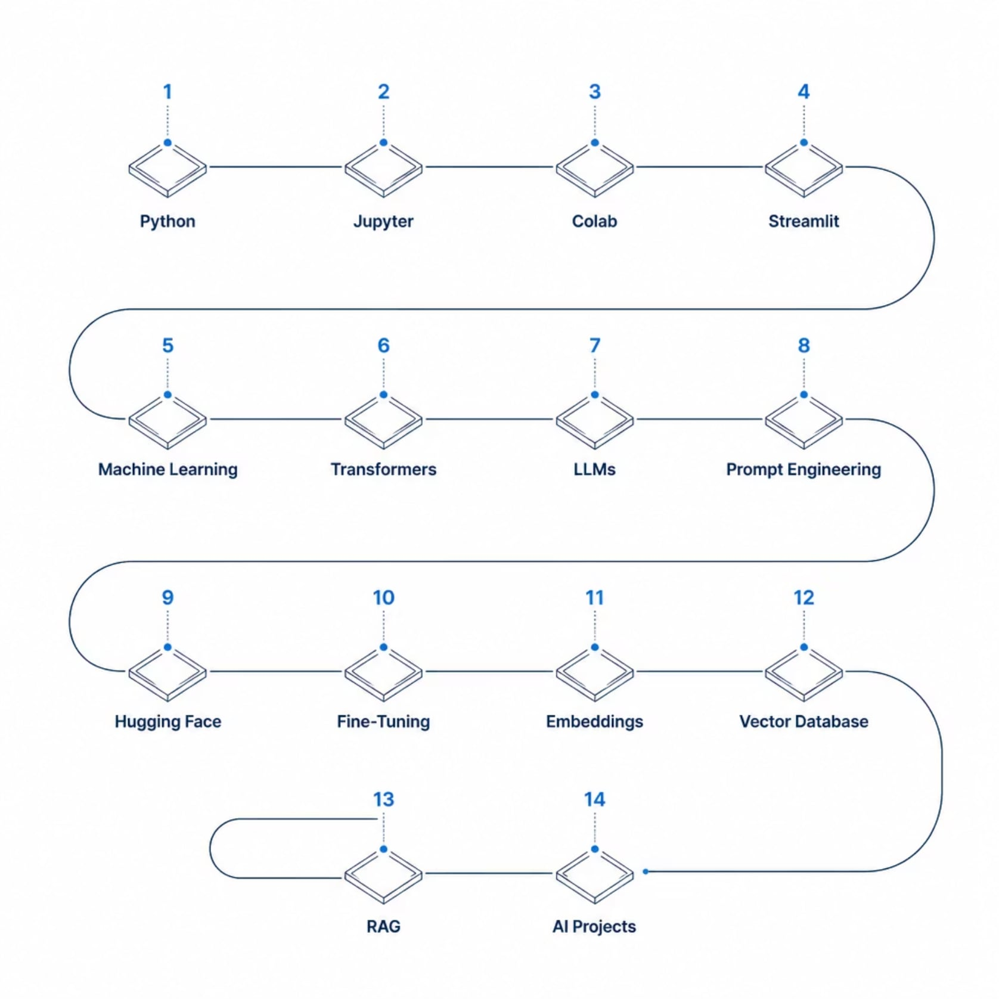 1
2
3
4
Python
Jupyter
Colab
Streamlit
5
6
7
8
Machine Learning
Transformers
LLMs
Prompt Engineering
9
10
11
12
Hugging Face
Fine-Tuning
Embeddings
Vector Database
13
14
RAG
AI Projects